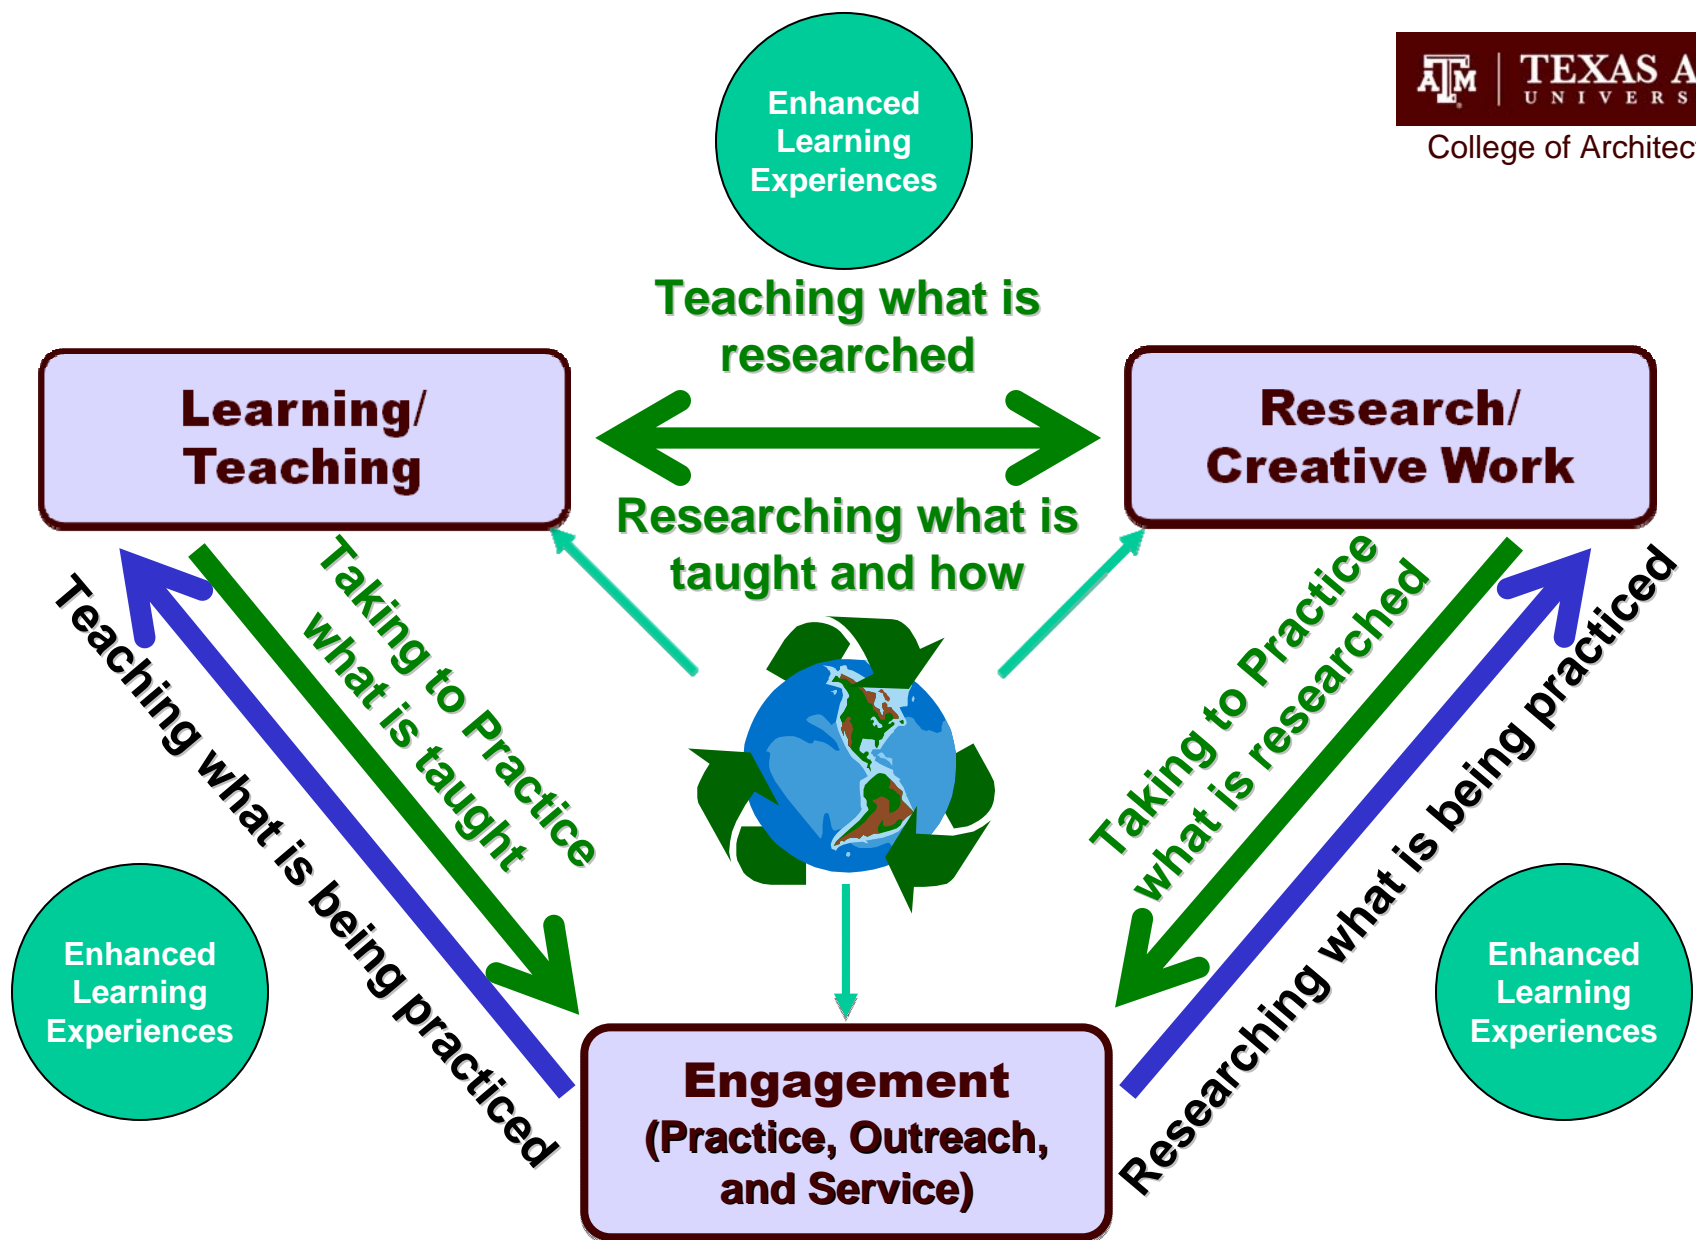 Enhanced
Learning
Experiences
ATM
TEXAS A
UNIVERS
College of Architect
Teaching what is
researched
Learning/
Teaching
Research/
Creative Work
Researching what is
taught and how
Taking to Practice
what is taught
Teaching what is being practiced
Taking to Practice
what is researched
Researching what is being practiced
Enhanced
Learning
Experiences
Enhanced
Learning
Experiences
Engagement
(Practice, Outreach,
and Service)